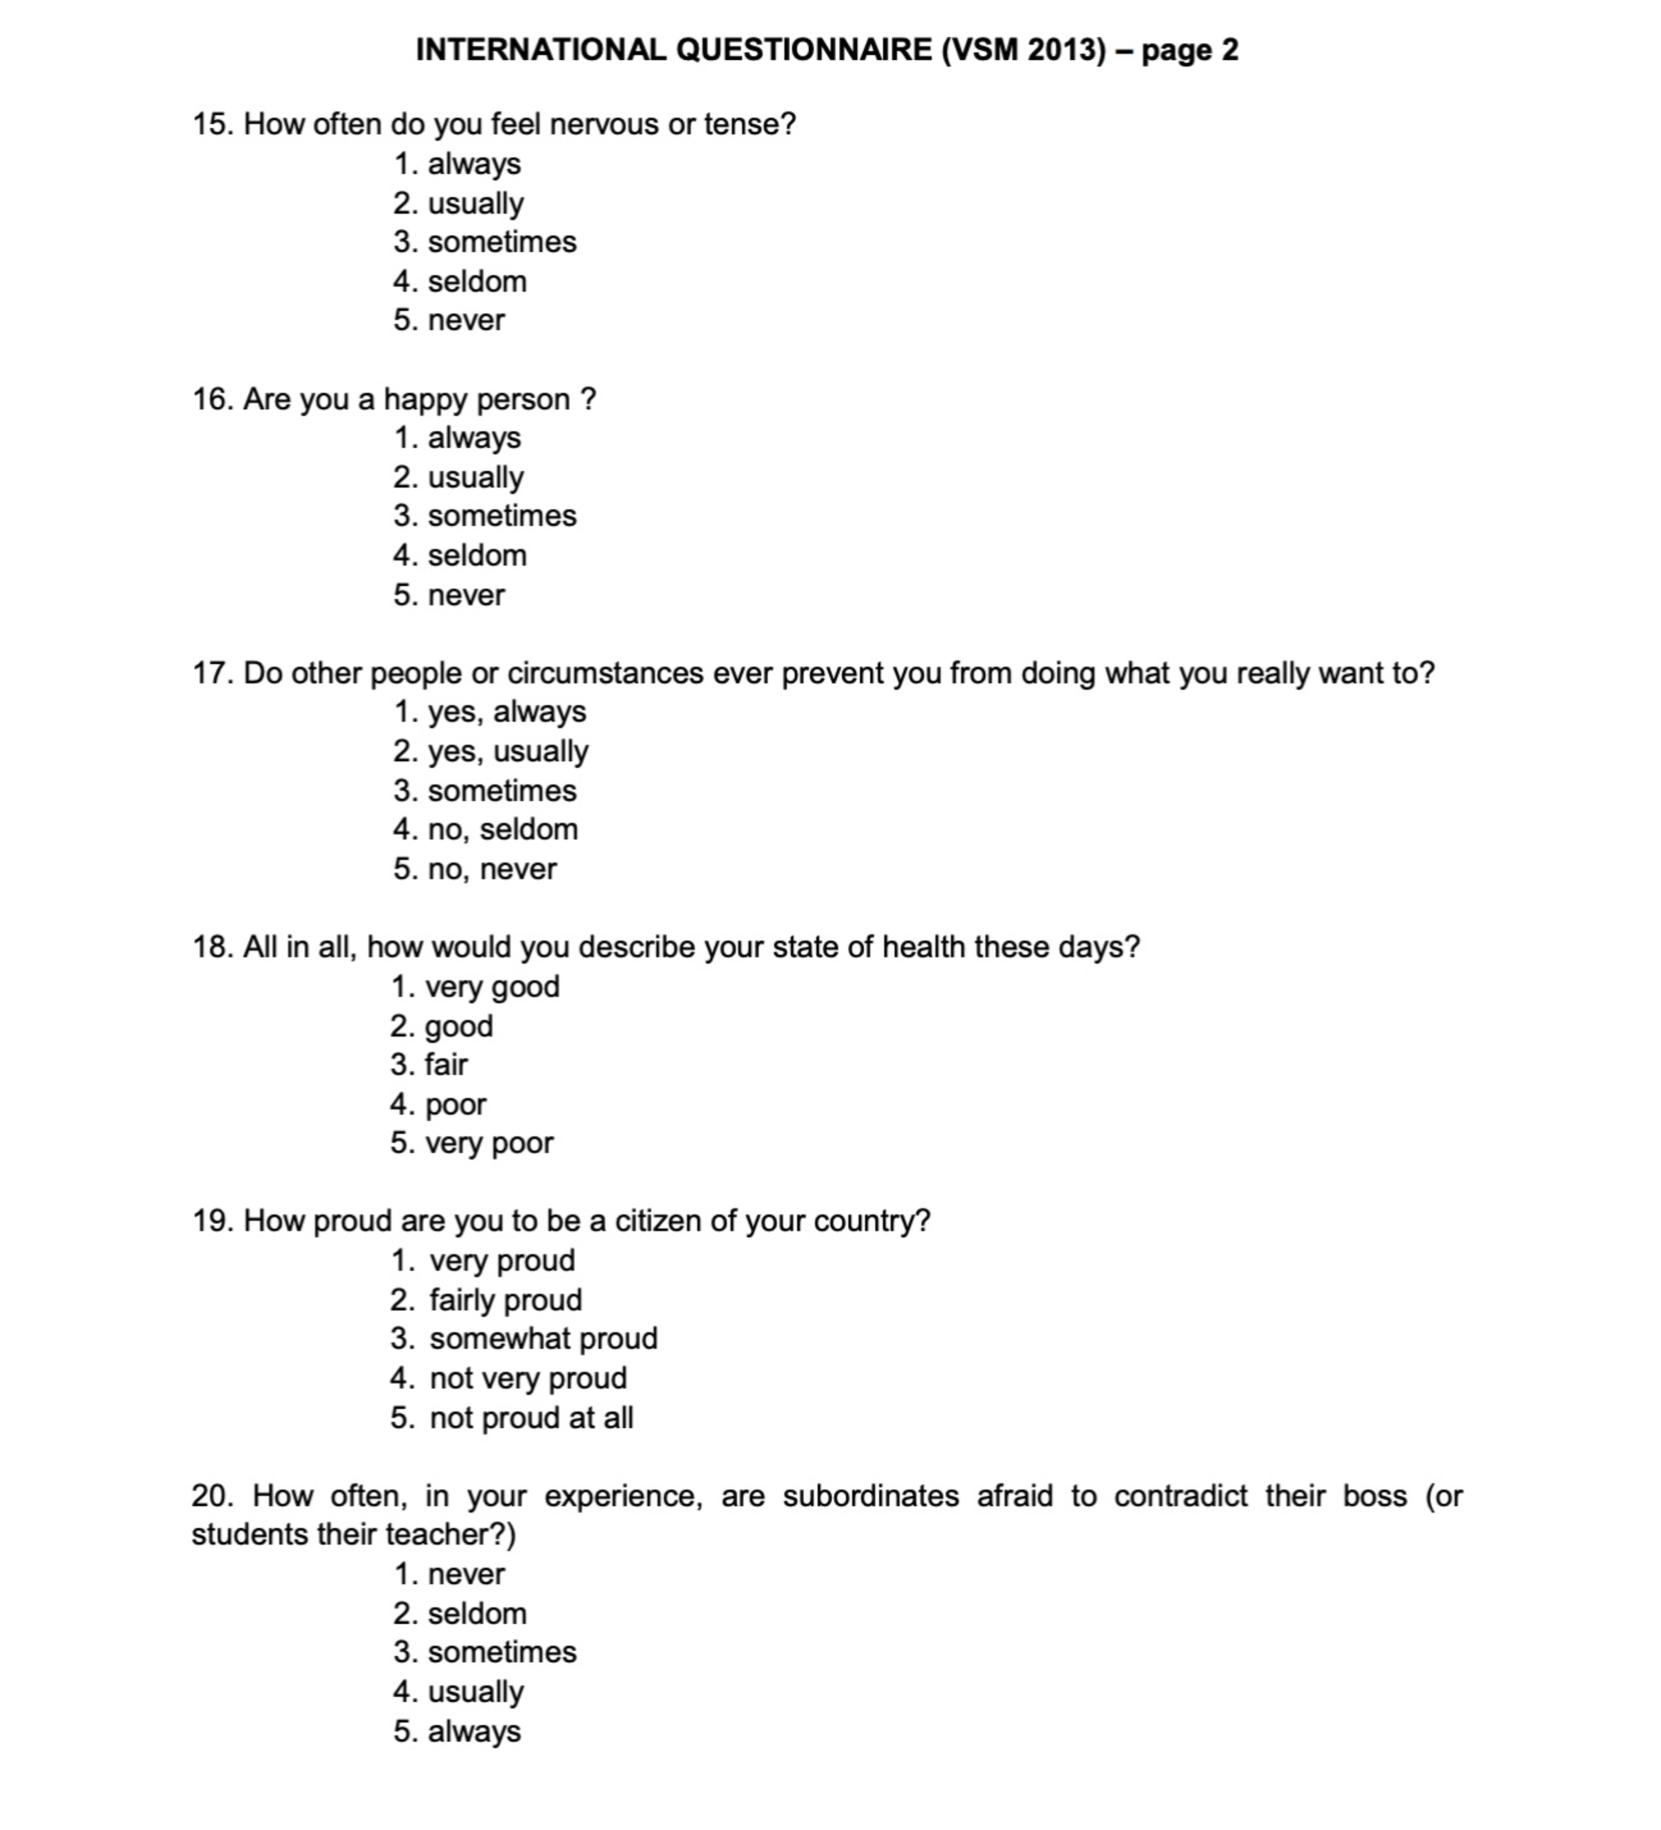 INTERNATIONAL QUESTIONNAIRE (VSM 2013) – page 2
15. How often do you feel nervous or tense?
1. always
2. usually
3. sometimes
4. seldom
5. never
16. Are you a happy person ?
1. always
2. usually
3. sometimes
4. seldom
5. never
17. Do other people or circumstances ever prevent you from doing what you really want to?
1. yes, always
2. yes, usually
3. sometimes
4. no, seldom
5. no, never
18. All in all, how would you describe your state of health these days?
1. very good
2. good
3. fair
4. poor
5. very poor
19. How proud are you to be a citizen of your country?
1. very proud
2. fairly proud
3. somewhat proud
4. not very proud
5. not proud at all
20. How often, in your experience, are subordinates afraid to contradict their boss (or
students their teacher?)
1. never
2. seldom
3. sometimes
4. usually
5. always